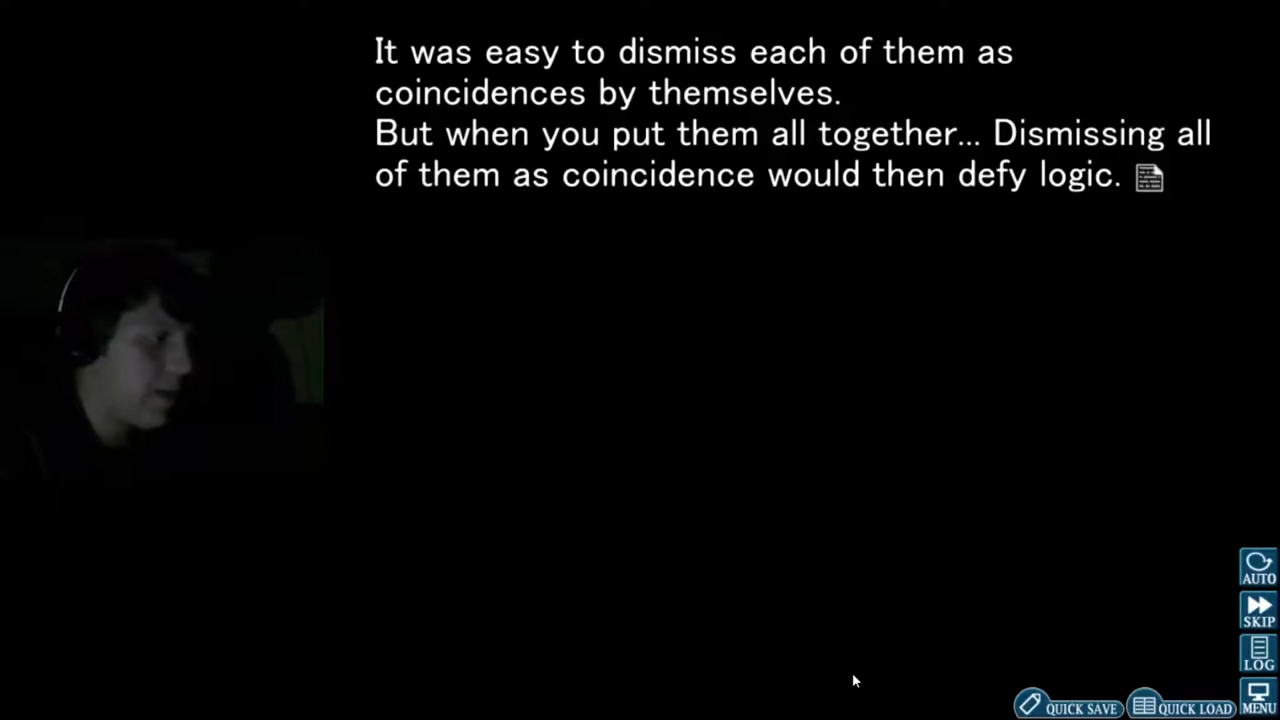 It was easy to dismiss each of them as
coincidences by themselves.
But when you put them all together... Dismissing all
of them as coincidence would then defy logic.
AUTO
SKIP
LOG
MENU
QUICK SAVE
QUICK LOAD